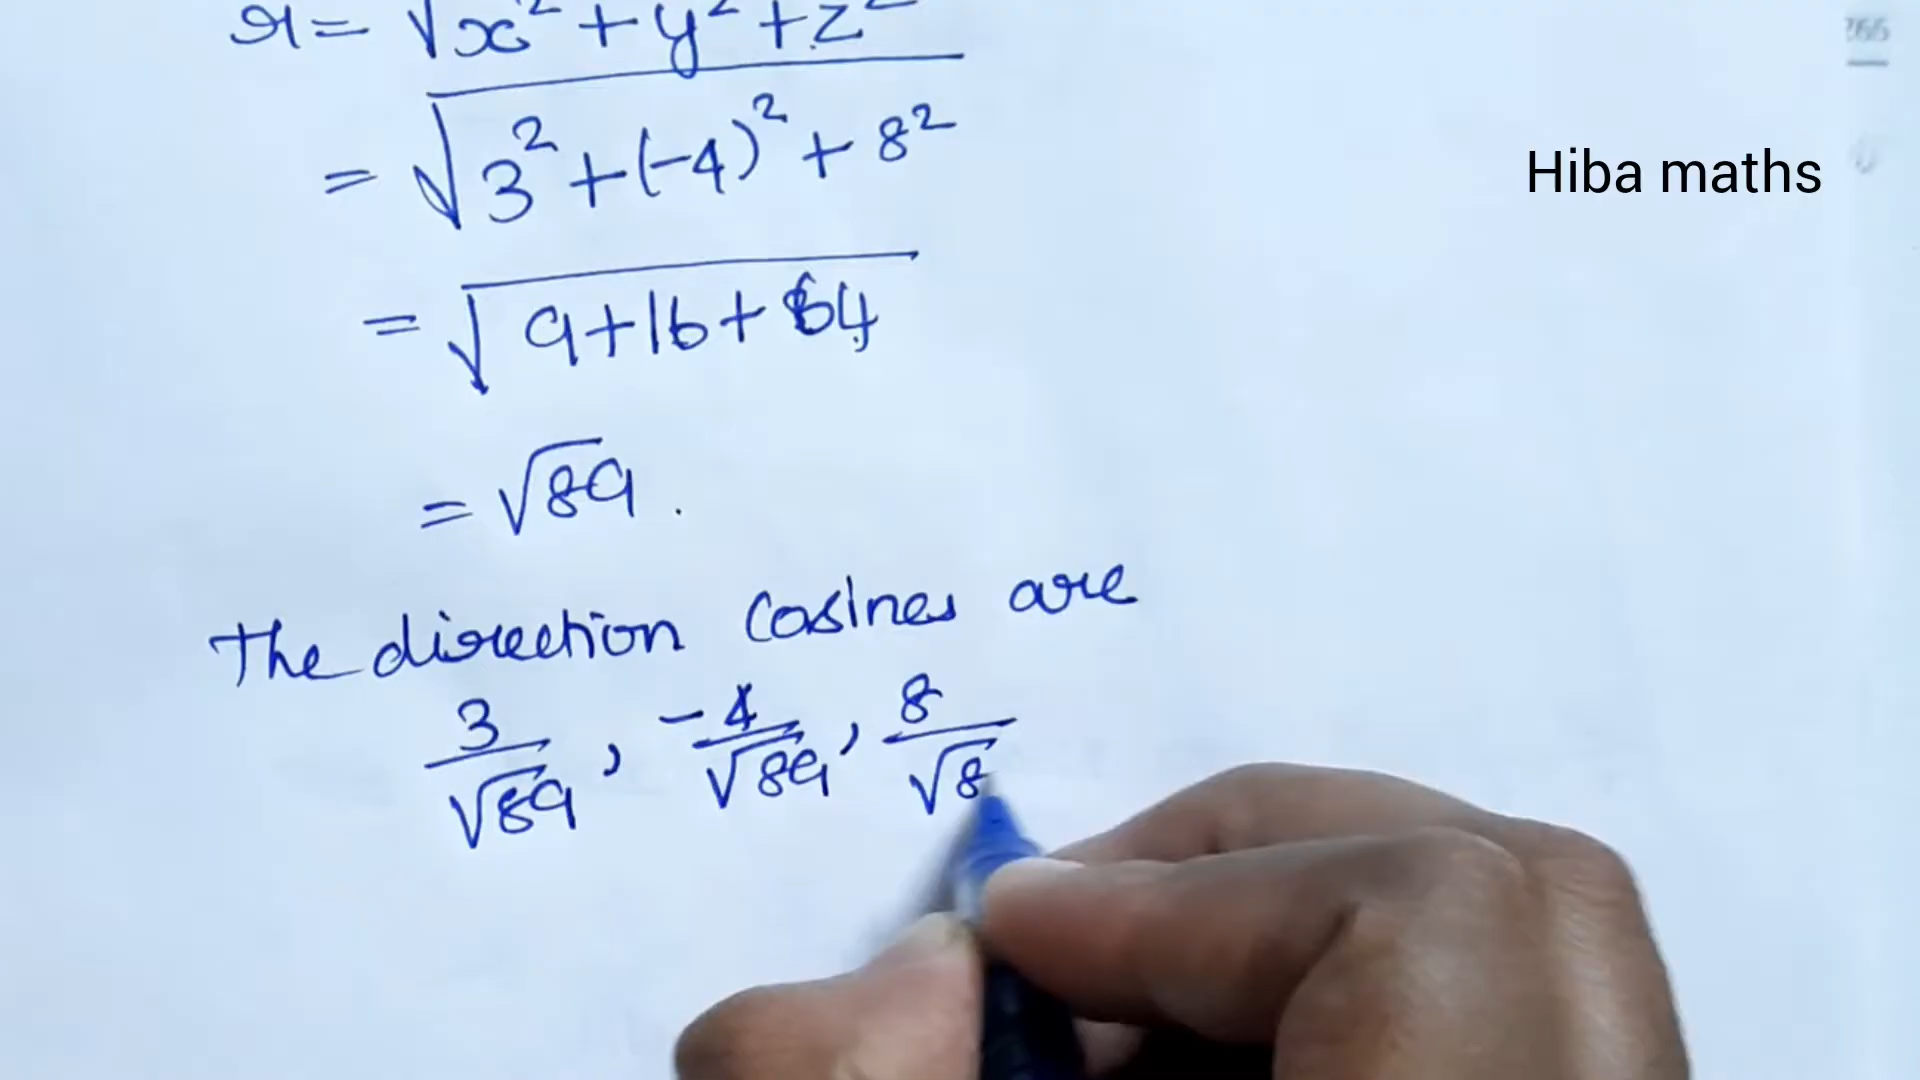 r = √x² + y² + z²
= √3² + (-4)² + 8²
= √9+16+64
= √89 .
The direction cosines are
3/√89 , -4/√89 , 8/√8
Hiba maths